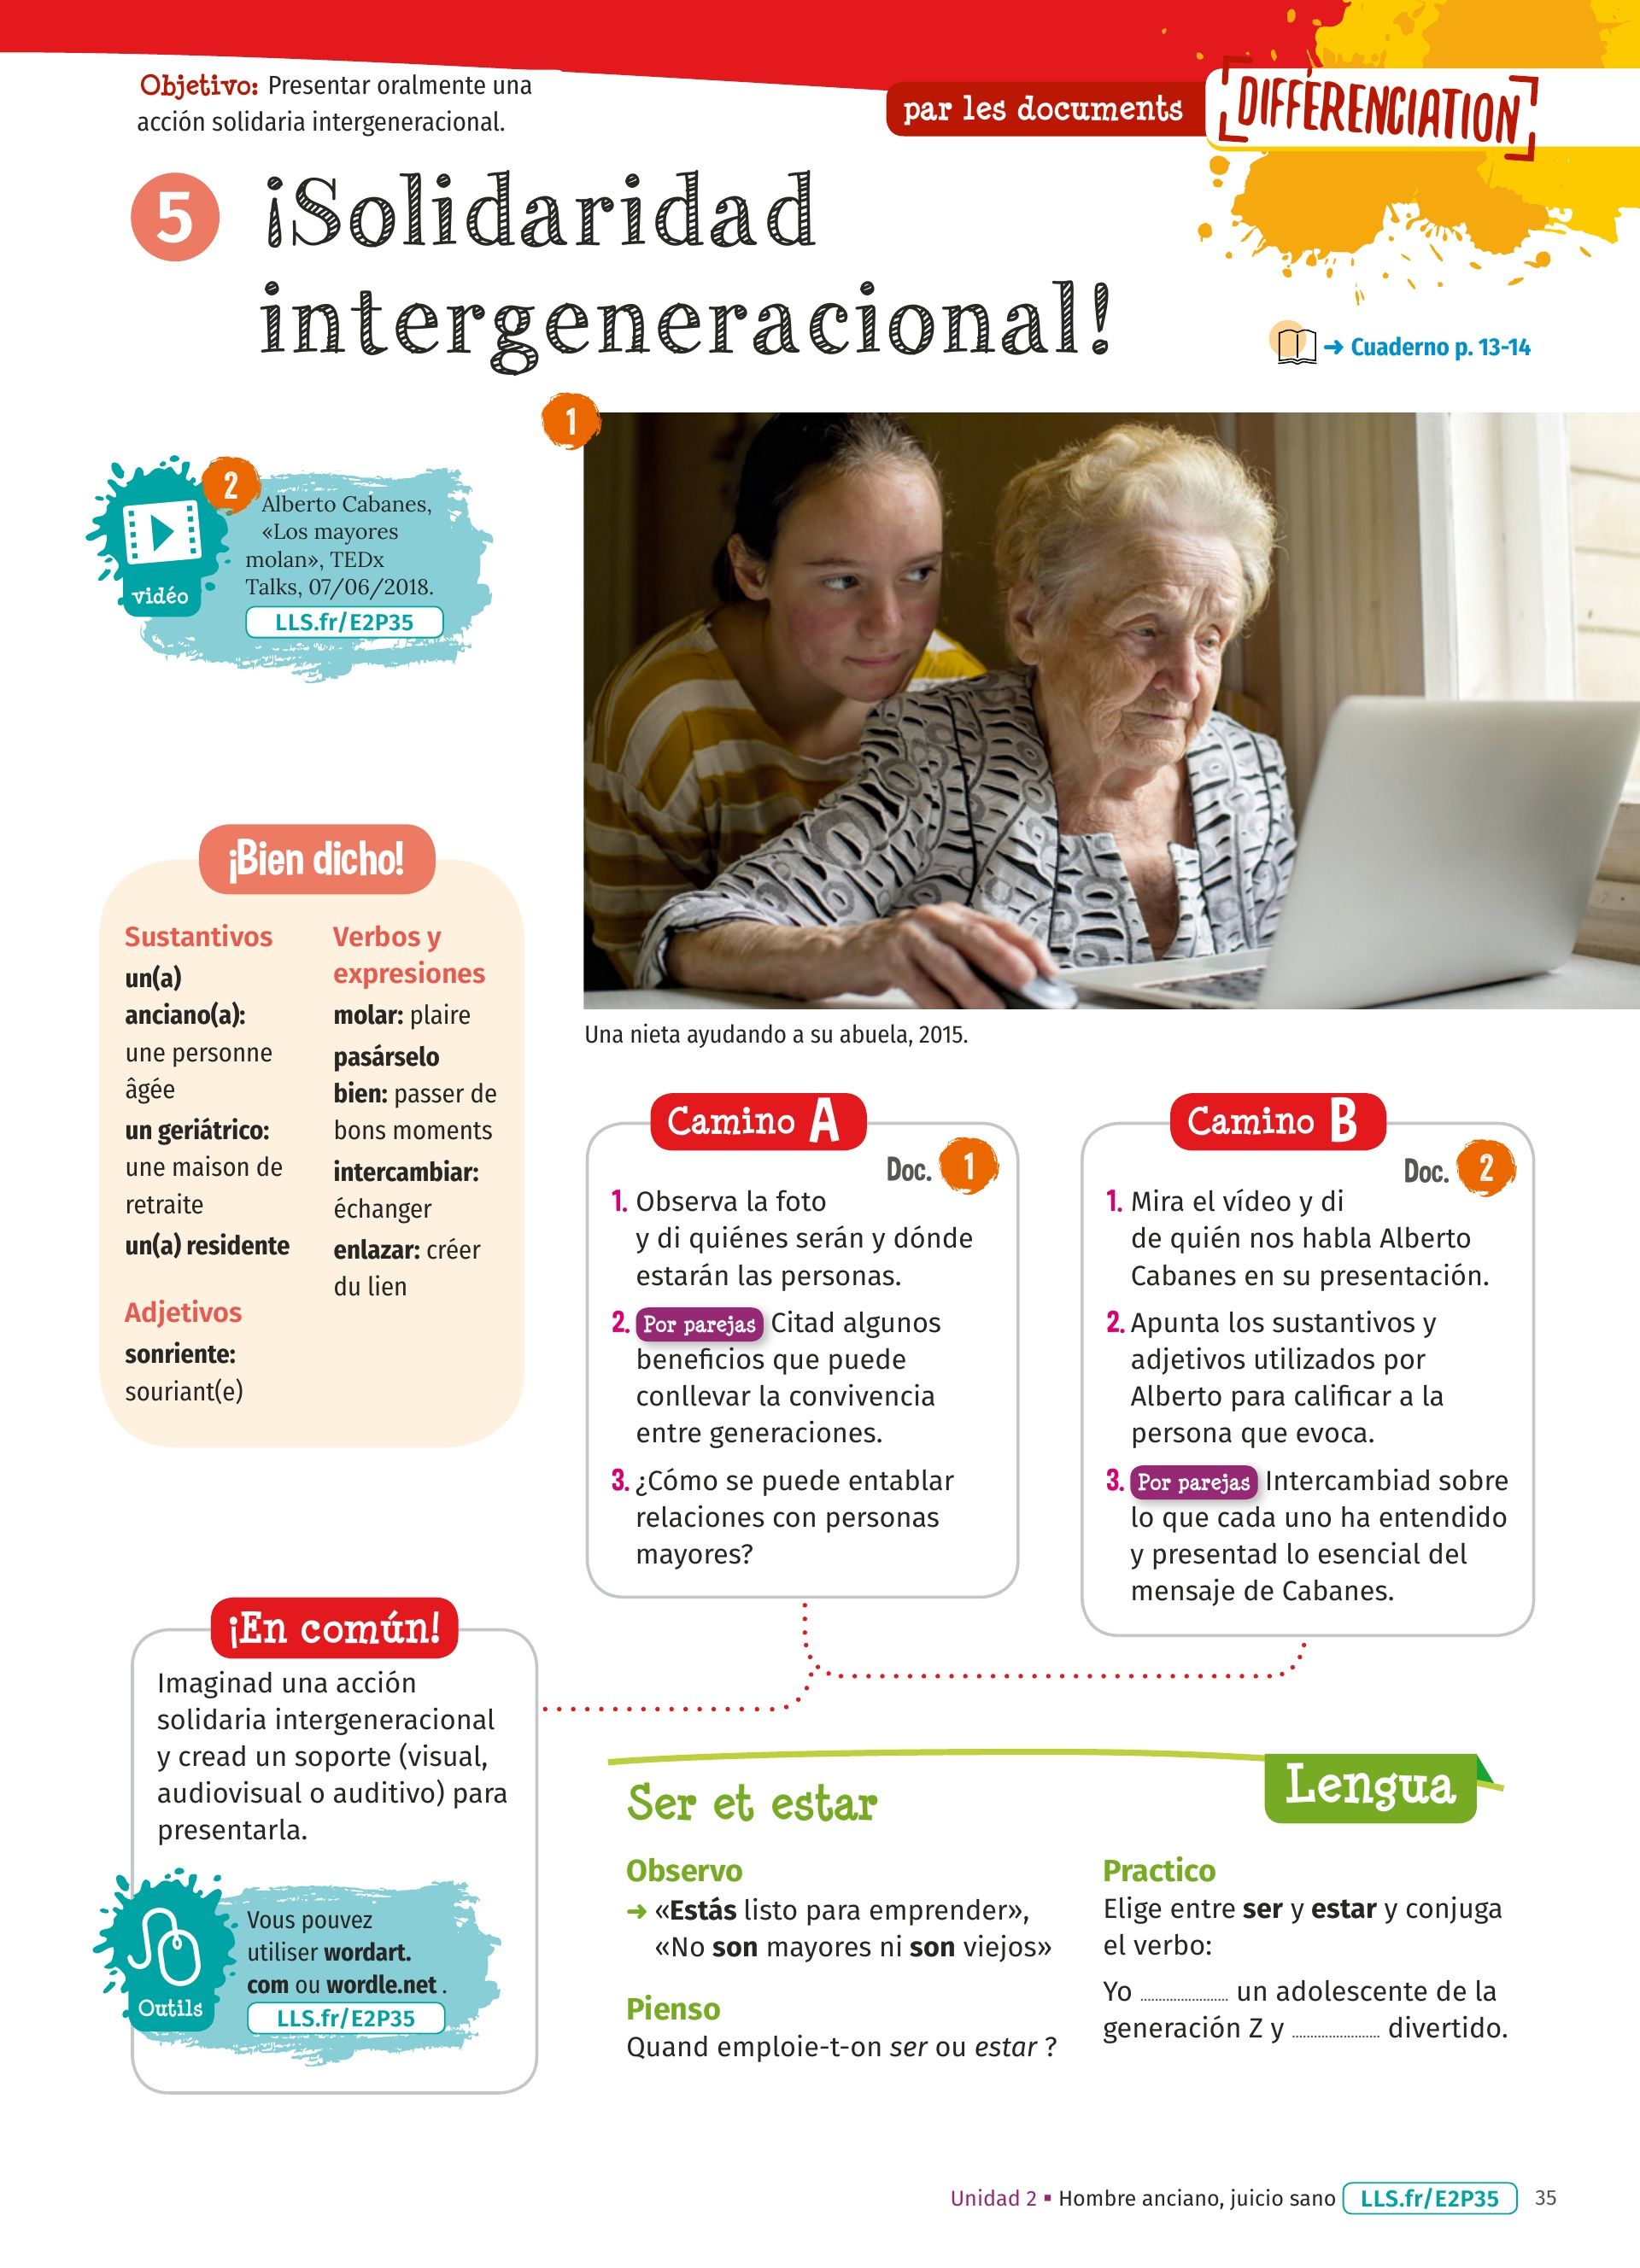 Objetivo: Presentar oralmente una
acción solidaria intergeneracional.
par les documents
DIFFÉRENCIATION
5
¡Solidaridad
intergeneracional!
➜ Cuaderno p. 13-14
1
2
Alberto Cabanes,
«Los mayores
molan», TEDx
Talks, 07/06/2018.
vidéo
LLS.fr/E2P35
Una nieta ayudando a su abuela, 2015.
¡Bien dicho!
Sustantivos
un(a)
anciano(a):
une personne
âgée
un geriátrico:
une maison de
retraite
un(a) residente
Adjetivos
sonriente:
souriant(e)
Verbos y
expresiones
molar: plaire
pasárselo
bien: passer de
bons moments
intercambiar:
échanger
enlazar: créer
du lien
Camino A
Doc. 1
1. Observa la foto
y di quiénes serán y dónde
estarán las personas.
2. Por parejas Citad algunos
beneficios que puede
conllevar la convivencia
entre generaciones.
3. ¿Cómo se puede entablar
relaciones con personas
mayores?
Camino B
Doc. 2
1. Mira el vídeo y di
de quién nos habla Alberto
Cabanes en su presentación.
2. Apunta los sustantivos y
adjetivos utilizados por
Alberto para calificar a la
persona que evoca.
3. Por parejas Intercambiad sobre
lo que cada uno ha entendido
y presentad lo esencial del
mensaje de Cabanes.
¡En común!
Imaginad una acción
solidaria intergeneracional
y cread un soporte (visual,
audiovisual o auditivo) para
presentarla.
Outils
Vous pouvez
utiliser wordart.
com ou wordle.net .
LLS.fr/E2P35
Lengua
Ser et estar
Observo
➜ «Estás listo para emprender»,
«No son mayores ni son viejos»
Pienso
Quand emploie-t-on ser ou estar ?
Practico
Elige entre ser y estar y conjuga
el verbo:
Yo ........................ un adolescente de la
generación Z y ........................ divertido.
Unidad 2 ▪ Hombre anciano, juicio sano LLS.fr/E2P35 35